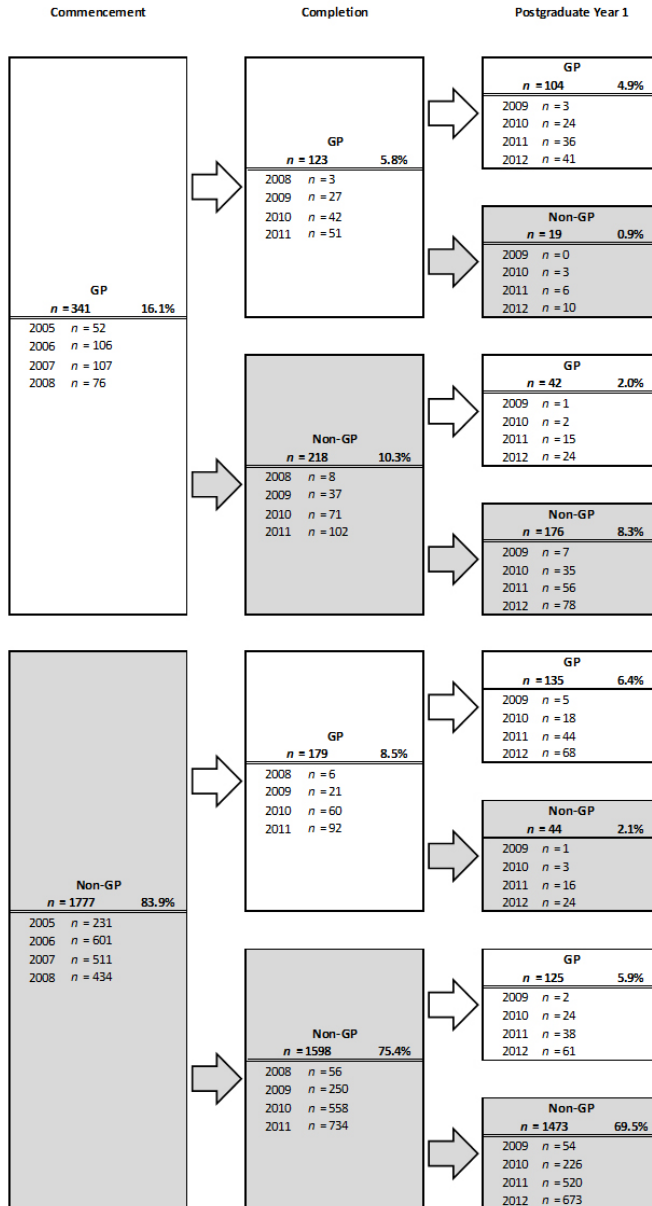 Commencement
Completion
Postgraduate Year 1
GP
n = 341 16.1%
2005 n = 52
2006 n = 106
2007 n = 107
2008 n = 76
GP
n = 123 5.8%
2008 n = 3
2009 n = 27
2010 n = 42
2011 n = 51
GP
n = 104 4.9%
2009 n = 3
2010 n = 24
2011 n = 36
2012 n = 41
Non-GP
n = 19 0.9%
2009 n = 0
2010 n = 3
2011 n = 6
2012 n = 10
Non-GP
n = 218 10.3%
2008 n = 8
2009 n = 37
2010 n = 71
2011 n = 102
GP
n = 42 2.0%
2009 n = 1
2010 n = 2
2011 n = 15
2012 n = 24
Non-GP
n = 176 8.3%
2009 n = 7
2010 n = 35
2011 n = 56
2012 n = 78
Non-GP
n = 1777 83.9%
2005 n = 231
2006 n = 601
2007 n = 511
2008 n = 434
GP
n = 179 8.5%
2008 n = 6
2009 n = 21
2010 n = 60
2011 n = 92
GP
n = 135 6.4%
2009 n = 5
2010 n = 18
2011 n = 44
2012 n = 68
Non-GP
n = 44 2.1%
2009 n = 1
2010 n = 3
2011 n = 16
2012 n = 24
Non-GP
n = 1598 75.4%
2008 n = 56
2009 n = 250
2010 n = 558
2011 n = 734
GP
n = 125 5.9%
2009 n = 2
2010 n = 24
2011 n = 38
2012 n = 61
Non-GP
n = 1473 69.5%
2009 n = 54
2010 n = 226
2011 n = 520
2012 n = 673